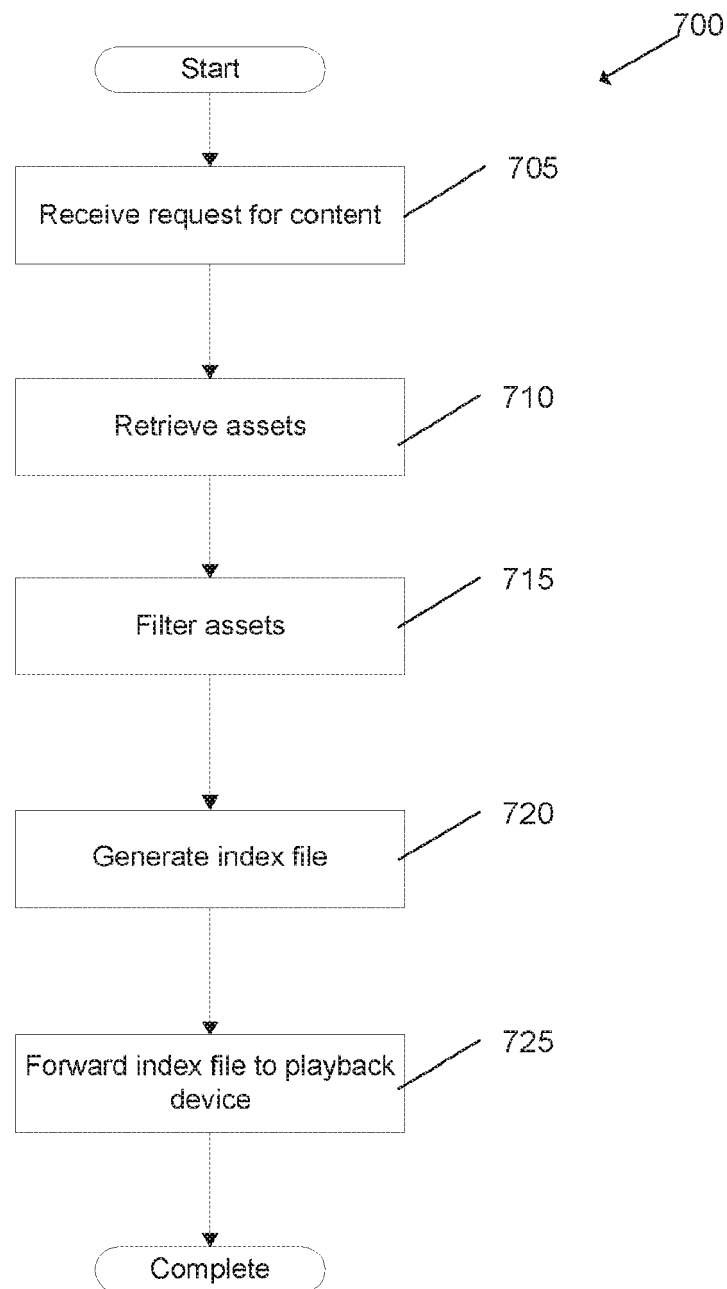 700
Start
Receive request for content
705
Retrieve assets
710
Filter assets
715
Generate index file
720
Forward index file to playback
device
725
Complete